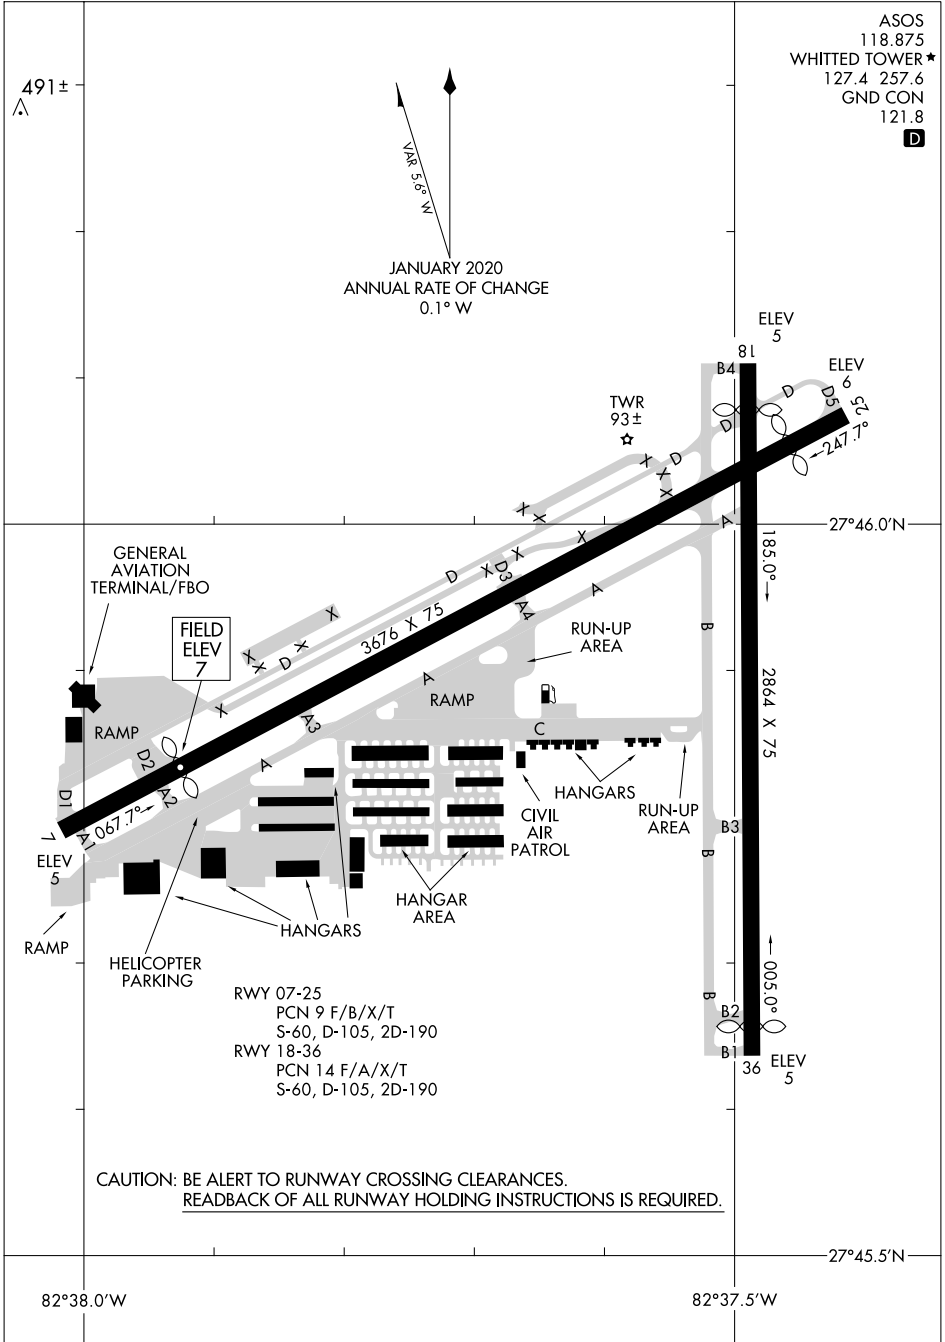 ASOS
118.875
WHITTED TOWER
127.4 257.6
GND CON
121.8
D
491±
VAR 5.6° W
JANUARY 2020
ANNUAL RATE OF CHANGE
0.1° W
ELEV
5
18
B4
ELEV
6
D
D5
25
TWR
93±
D
247.7°
X
D
X
X
X
X
A
27°46.0'N
X
GENERAL
AVIATION
TERMINAL/FBO
X
D3
X
185.0°
D
A
A4
3676 X 75
X
FIELD
ELEV
7
B
RUN-UP
AREA
X
D
X
X
A
2864 X 75
RAMP
X
A3
C
RAMP
D2
A
HANGARS
D1
A2
067.7°
CIVIL
AIR
PATROL
RUN-UP
AREA
B3
7
A1
ELEV
5
B
HANGAR
AREA
HANGARS
RAMP
HELICOPTER
PARKING
005.0°
RWY 07-25
PCN 9 F/B/X/T
S-60, D-105, 2D-190
RWY 18-36
PCN 14 F/A/X/T
S-60, D-105, 2D-190
B
B2
B1
36
ELEV
5
CAUTION: BE ALERT TO RUNWAY CROSSING CLEARANCES.
READBACK OF ALL RUNWAY HOLDING INSTRUCTIONS IS REQUIRED.
27°45.5'N
82°38.0'W
82°37.5'W